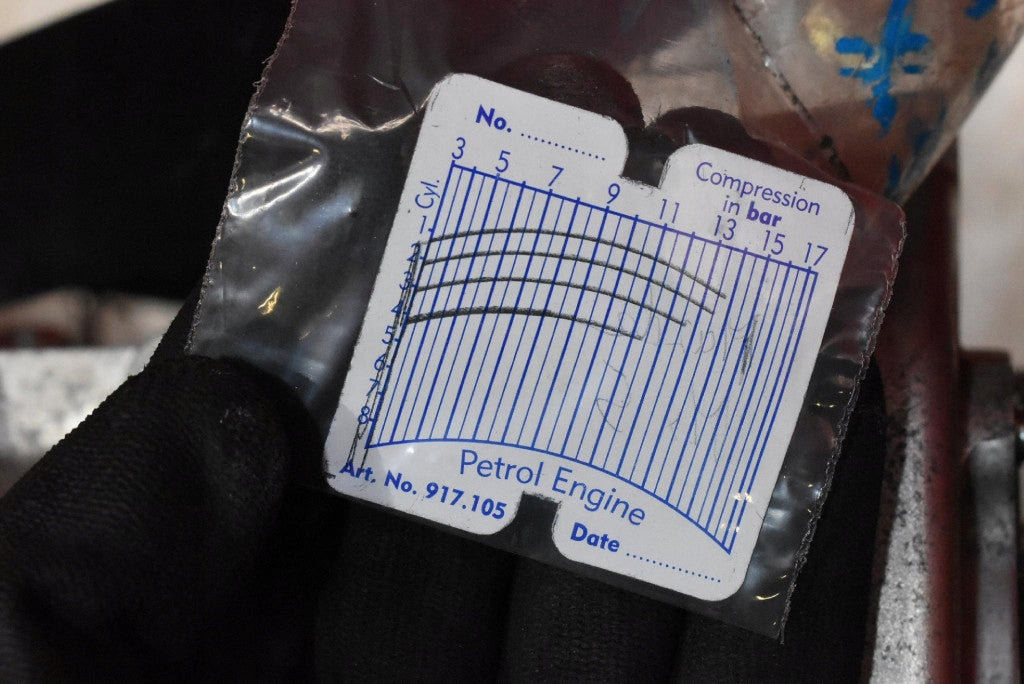 No. ..............
Compression
in bar
3 5 7 9 11 13 15 17
Cyl.
1
2
3
4
5
6
7
8
Petrol Engine
Art. No. 917.105
Date ................